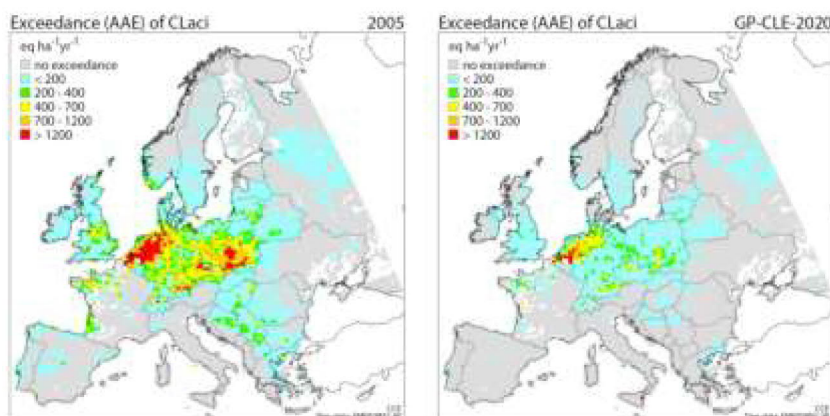 Exceedance (AAE) of CLaci 2005
eq ha⁻¹yr⁻¹
no exceedance
< 200
200 - 400
400 - 700
700 - 1200
> 1200
Exceedance (AAE) of CLaci GP-CLE-2020
eq ha⁻¹yr⁻¹
no exceedance
< 200
200 - 400
400 - 700
700 - 1200
> 1200